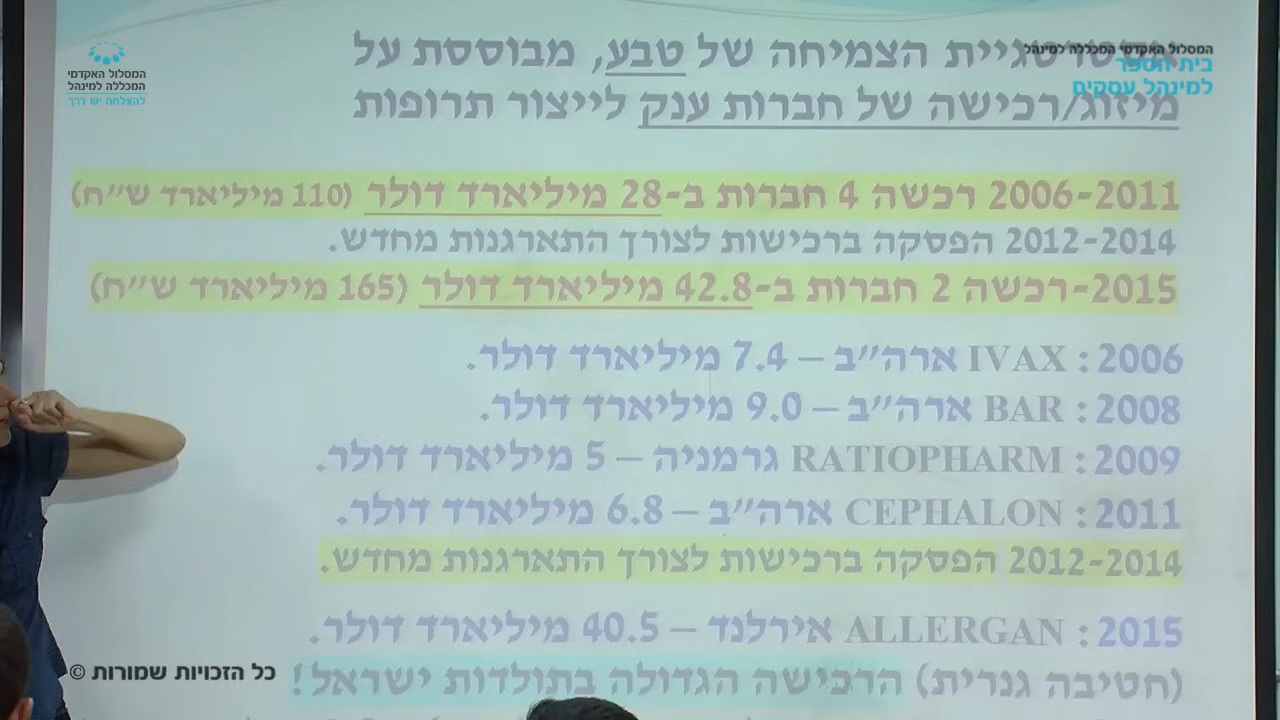 המסלול האקדמי המכללה למינהל
בית הספר
למינהל עסקים
המסלול האקדמי
המכללה למינהל
להצלחה יש דרך
הצמיחה של טבע, מבוססת על
מיזוג/רכישה של חברות ענק לייצור תרופות
2006-2011 רכשה 4 חברות ב-28 מיליארד דולר (110 מיליארד ש״ח)
2012-2014 הפסקה ברכישות לצורך התארגנות מחדש.
2015-רכשה 2 חברות ב-42.8 מיליארד דולר (165 מיליארד ש״ח)
2006 : IVAX ארה״ב – 7.4 מיליארד דולר.
2008 : BAR ארה״ב – 9.0 מיליארד דולר.
2009 : RATIOPHARM גרמניה – 5 מיליארד דולר.
2011 : CEPHALON ארה״ב – 6.8 מיליארד דולר.
2012-2014 הפסקה ברכישות לצורך התארגנות מחדש.
2015 : ALLERGAN אירלנד – 40.5 מיליארד דולר.
(חטיבה גנרית) הרכישה הגדולה בתולדות ישראל!
כל הזכויות שמורות ©